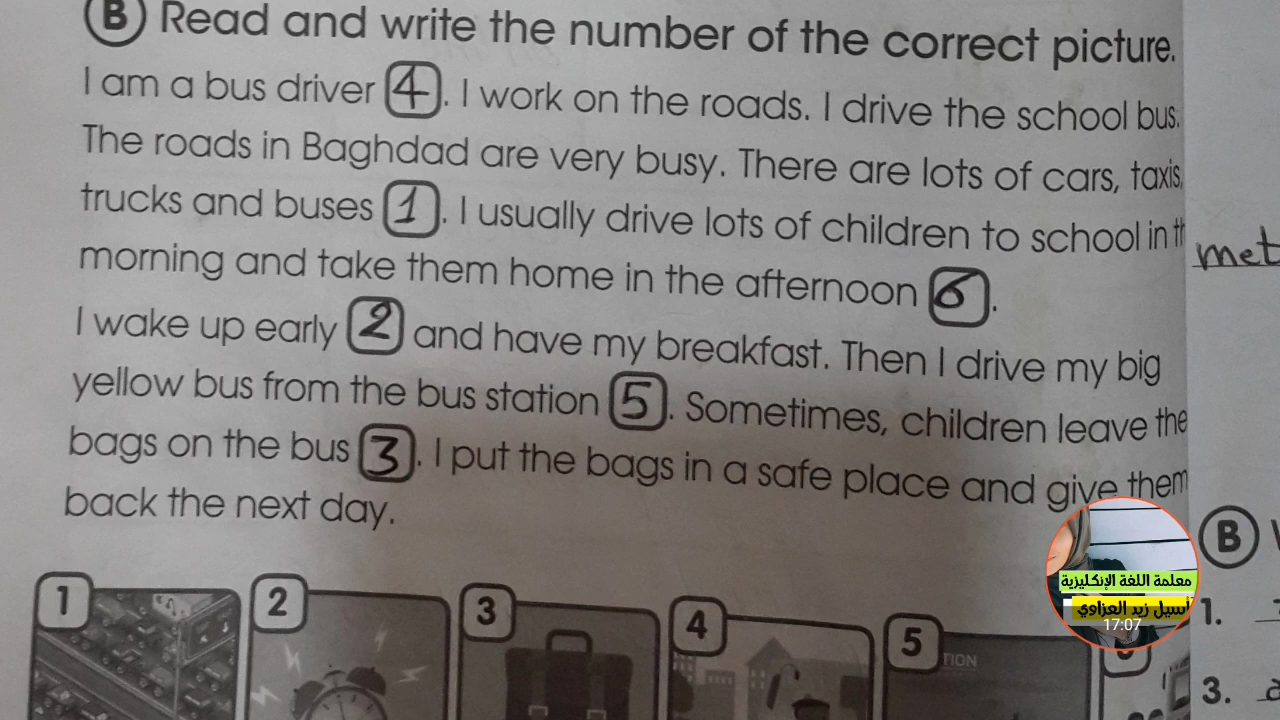 B Read and write the number of the correct picture.
I am a bus driver 4. I work on the roads. I drive the school bus.
The roads in Baghdad are very busy. There are lots of cars, taxis,
trucks and buses 1. I usually drive lots of children to school in th
morning and take them home in the afternoon 6.
I wake up early 2 and have my breakfast. Then I drive my big
yellow bus from the bus station 5. Sometimes, children leave the
bags on the bus 3. I put the bags in a safe place and give them
back the next day.
1 2 3 4 5
TION
met
B
1.
3.
معلمة اللغة الإنكليزية
أسيل زيد العزاوي
17:07